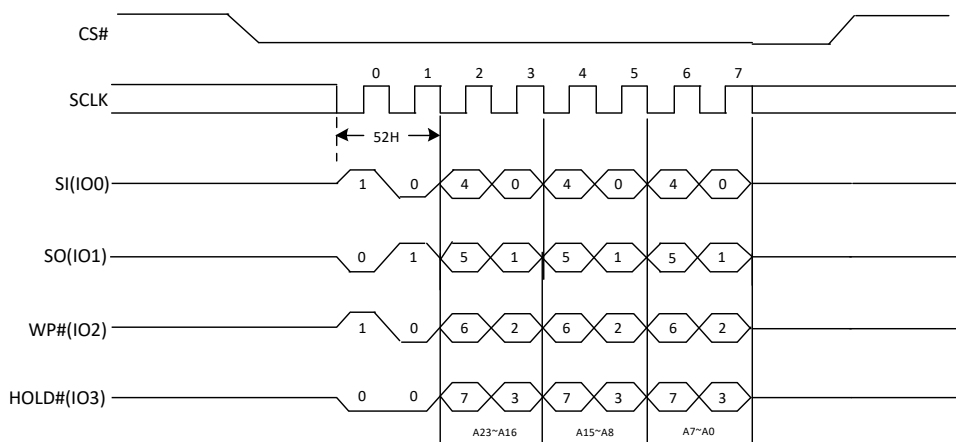 CS#
0 1 2 3 4 5 6 7
SCLK
52H
SI(IO0) 1 0 4 0 4 0 4 0
SO(IO1) 0 1 5 1 5 1 5 1
WP#(IO2) 1 0 6 2 6 2 6 2
HOLD#(IO3) 0 0 7 3 7 3 7 3
A23~A16 A15~A8 A7~A0